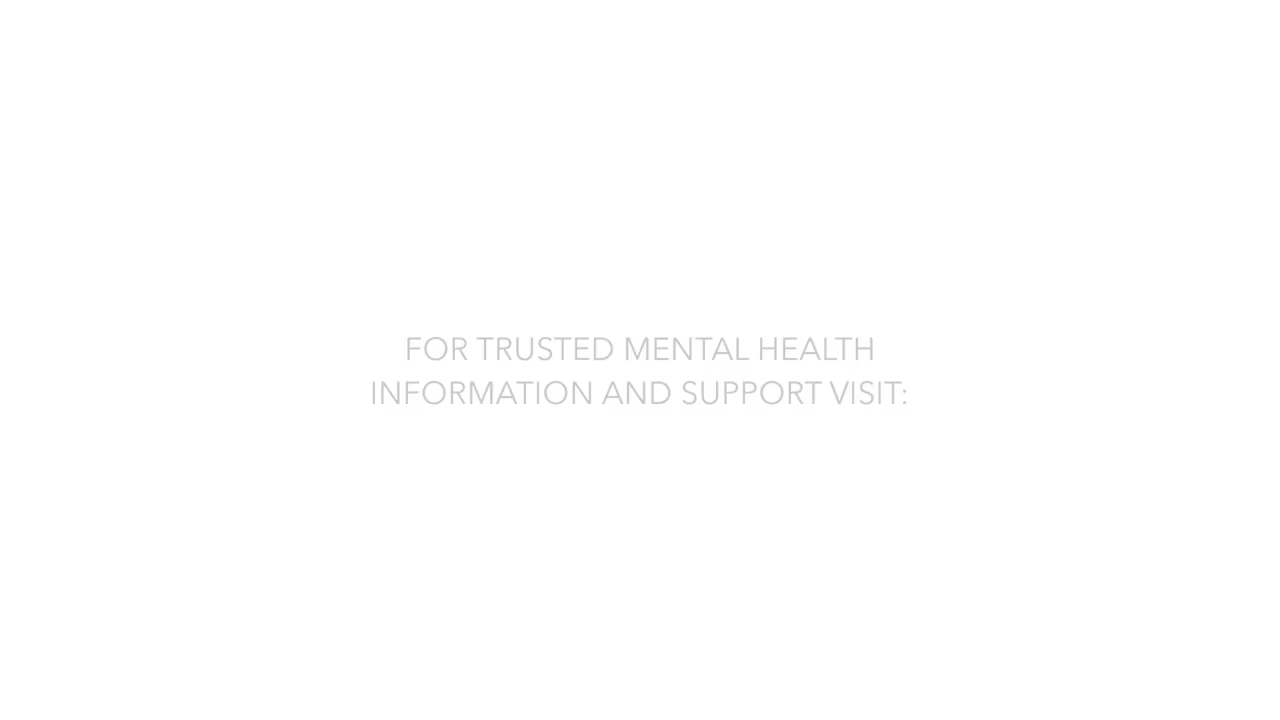 FOR TRUSTED MENTAL HEALTH
INFORMATION AND SUPPORT VISIT: